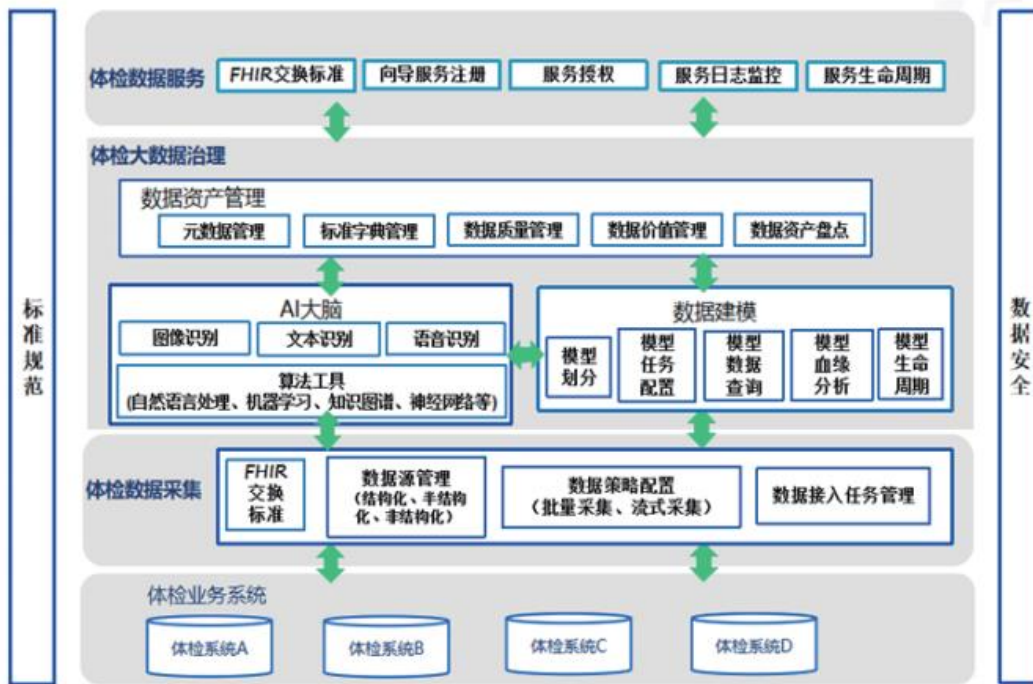 标准规范
体检数据服务
FHIR交换标准
向导服务注册
服务授权
服务日志监控
服务生命周期
体检大数据治理
数据资产管理
元数据管理
标准字典管理
数据质量管理
数据价值管理
数据资产盘点
AI大脑
图像识别
文本识别
语音识别
算法工具
(自然语言处理、机器学习、知识图谱、神经网络等)
数据建模
模型
划分
模型
任务
配置
模型
数据
查询
模型
血缘
分析
模型
生命
周期
体检数据采集
FHIR
交换
标准
数据源管理
（结构化、半结构
化、非结构化）
数据策略配置
（批量采集、流式采集）
数据接入任务管理
体检业务系统
体检系统A
体检系统B
体检系统C
体检系统D
数据安全